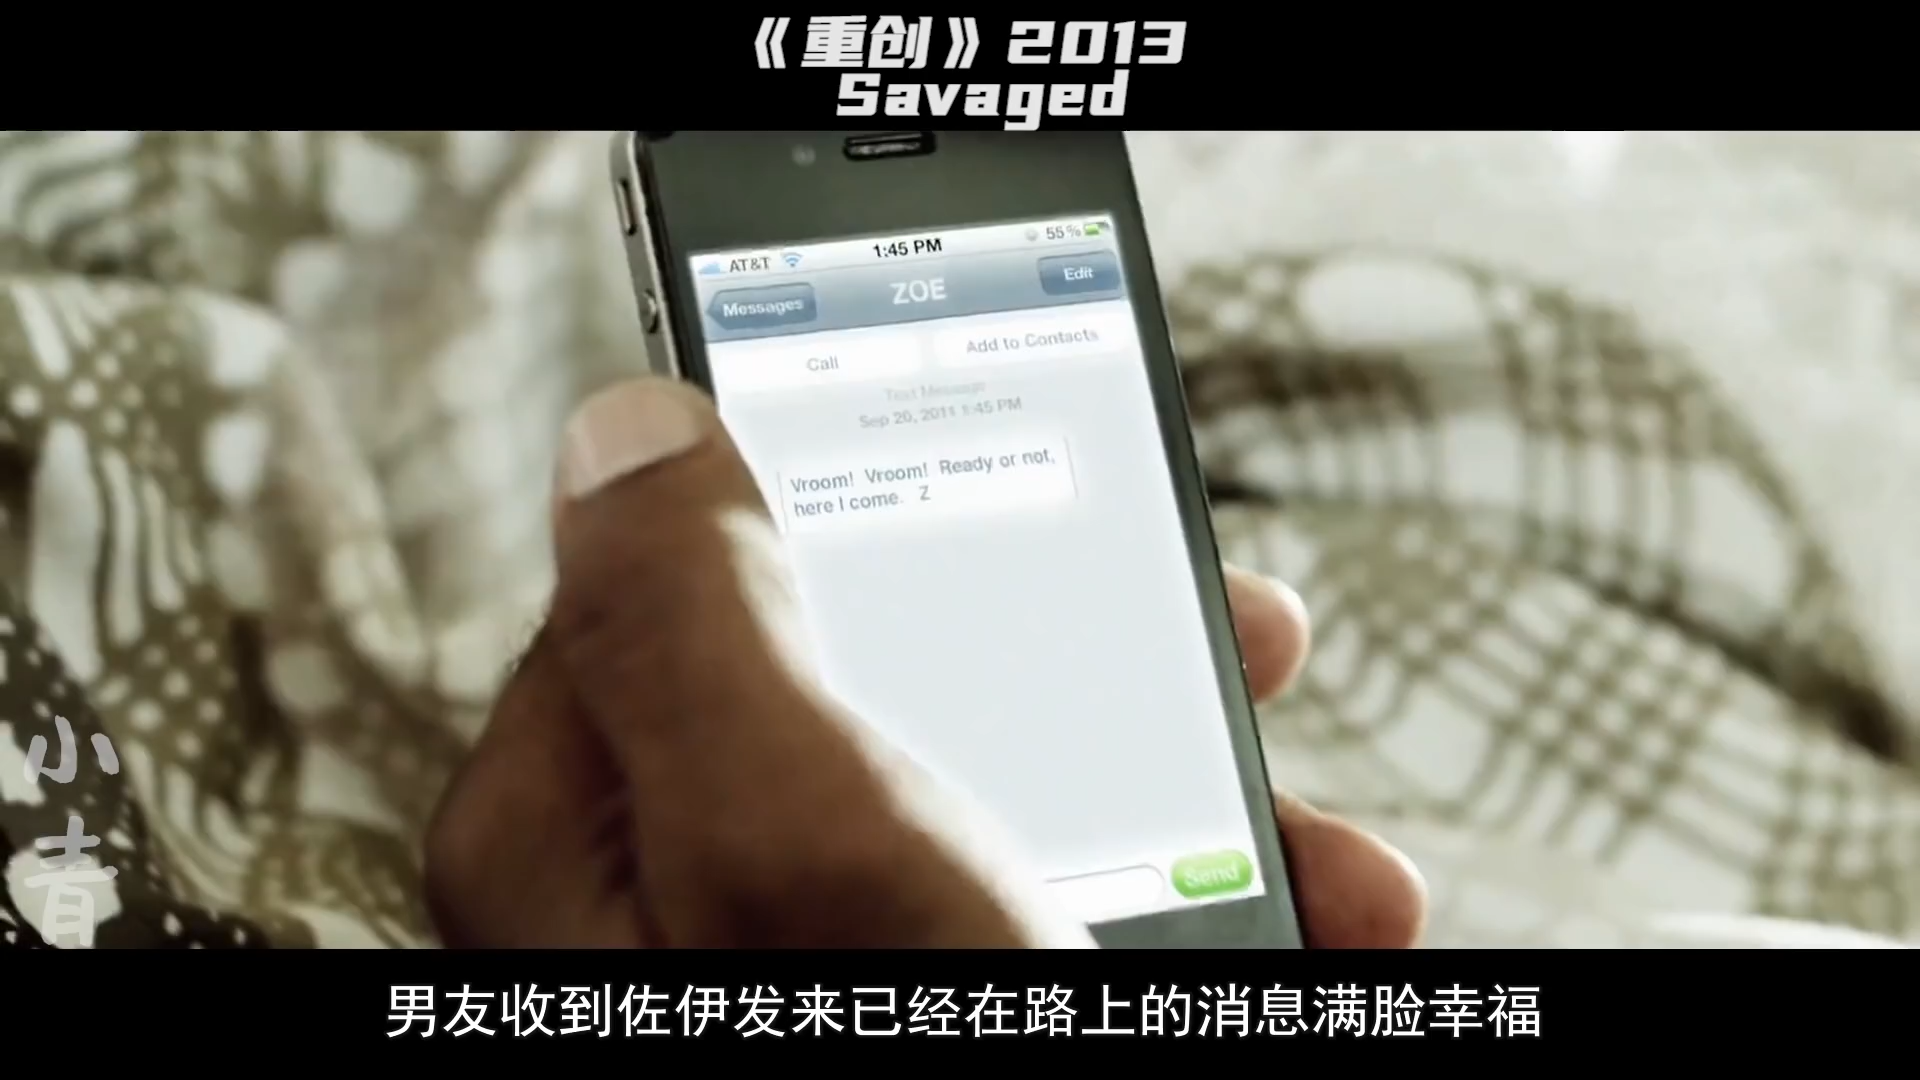 《重创》2013
Savaged
AT&T 1:45 PM 55%
Messages ZOE Edit
Call Add to Contacts
Text Message
Sep 20, 2011 1:45 PM
Vroom! Vroom! Ready or not,
here I come. Z
Send
小青
男友收到佐伊发来已经在路上的消息满脸幸福